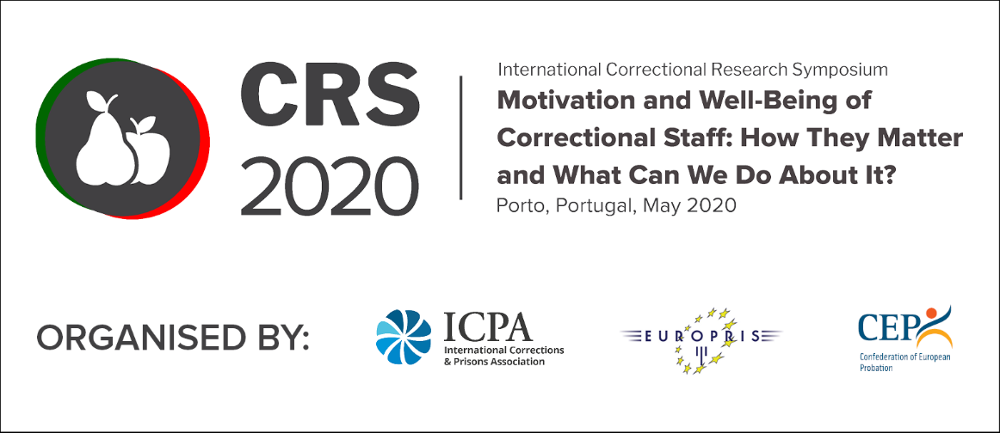 CRS
2020
International Correctional Research Symposium
Motivation and Well-Being of
Correctional Staff: How They Matter
and What Can We Do About It?
Porto, Portugal, May 2020
ORGANISED BY:
ICPA
International Corrections
& Prisons Association
EUROPRIS
CEP
Confederation of European
Probation